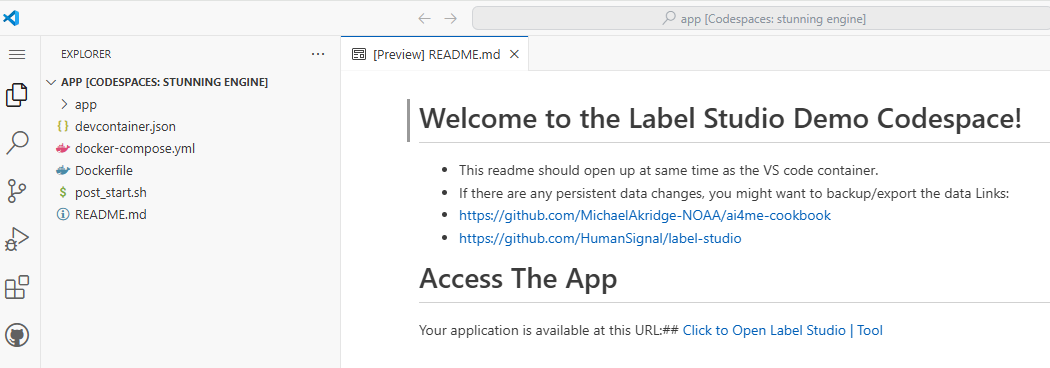 app [Codespaces: stunning engine]
EXPLORER
[Preview] README.md
APP [CODESPACES: STUNNING ENGINE]
app
devcontainer.json
docker-compose.yml
Dockerfile
post_start.sh
README.md
Welcome to the Label Studio Demo Codespace!
This readme should open up at same time as the VS code container.
If there are any persistent data changes, you might want to backup/export the data Links:
https://github.com/MichaelAkridge-NOAA/ai4me-cookbook
https://github.com/HumanSignal/label-studio
Access The App
Your application is available at this URL:## Click to Open Label Studio | Tool